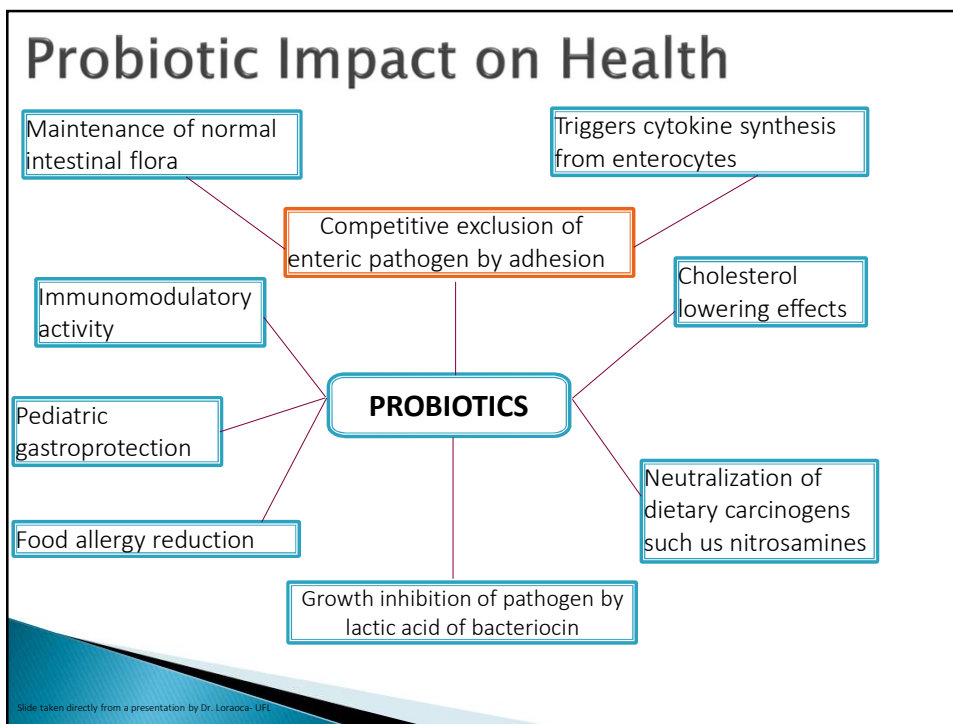 Probiotic Impact on Health
Maintenance of normal
intestinal flora
Triggers cytokine synthesis
from enterocytes
Competitive exclusion of
enteric pathogen by adhesion
Immunomodulatory
activity
Cholesterol
lowering effects
PROBIOTICS
Pediatric
gastroprotection
Neutralization of
dietary carcinogens
such us nitrosamines
Food allergy reduction
Growth inhibition of pathogen by
lactic acid of bacteriocin
Slide taken directly from a presentation by Dr. Loraoca- UFL